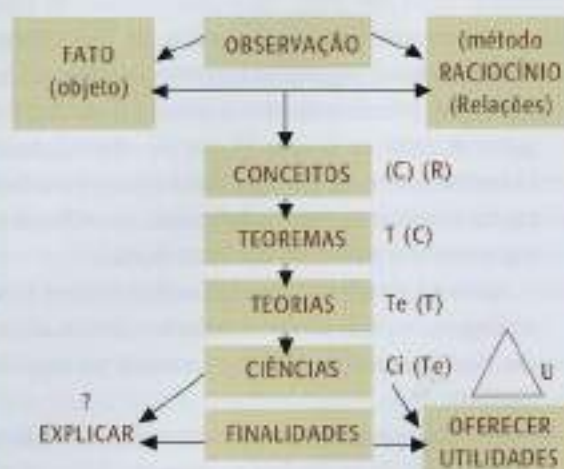 FATO
(objeto)
OBSERVAÇÃO
(método
RACIOCÍNIO
(Relações)
CONCEITOS (C) (R)
TEOREMAS T (C)
TEORIAS Te (T)
CIÊNCIAS Ci (Te)
U
?
EXPLICAR
FINALIDADES
OFERECER
UTILIDADES